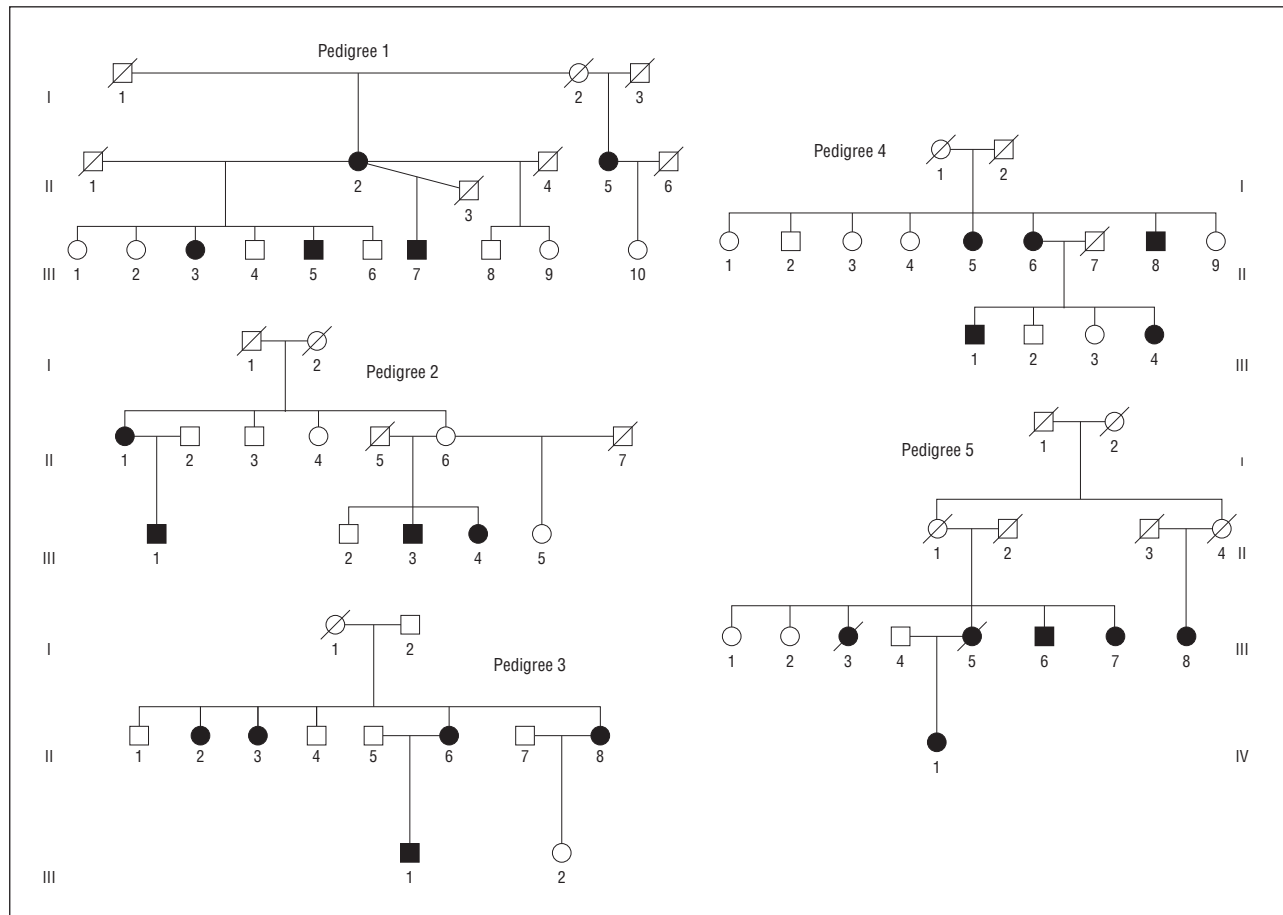 Pedigree 1
1 2 3
I
1 2 3 4 5 6
II
1 2 3 4 5 6 7 8 9 10
III
1 2
I
Pedigree 2
1 2 3 4 5 6 7
II
1 2 3 4 5
III
1 2
I
Pedigree 3
1 2 3 4 5 6 7 8
II
1 2
III
Pedigree 4
1 2
I
1 2 3 4 5 6 7 8 9
II
1 2 3 4
III
1 2
Pedigree 5
I
1 2 3 4
II
1 2 3 4 5 6 7 8
III
1
IV